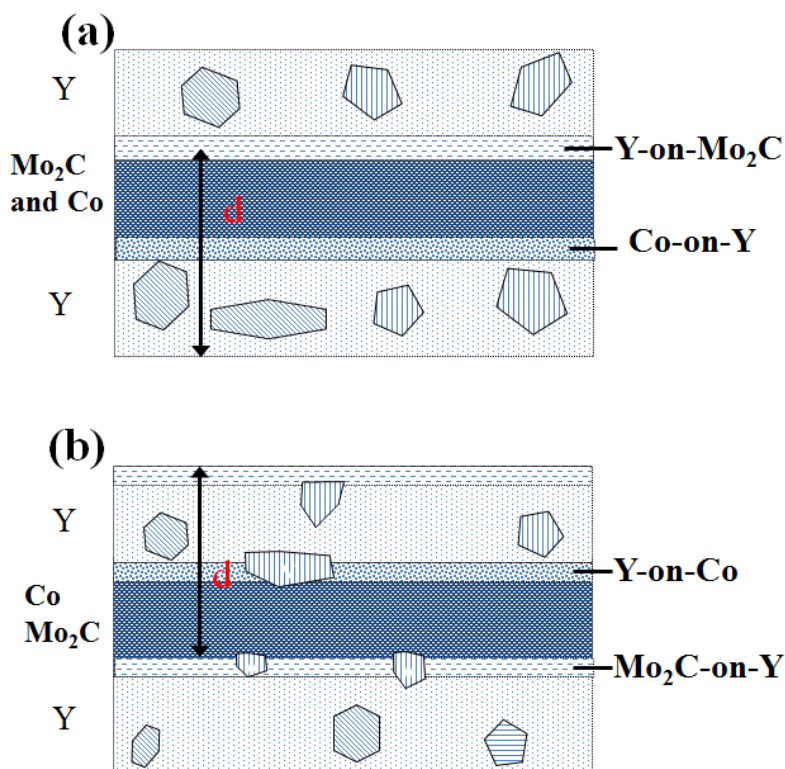 (a)
Y
Y-on-Mo₂C
Mo₂C
and Co
d
Co-on-Y
Y
(b)
Y
d
Y-on-Co
Co
Mo₂C
Mo₂C-on-Y
Y